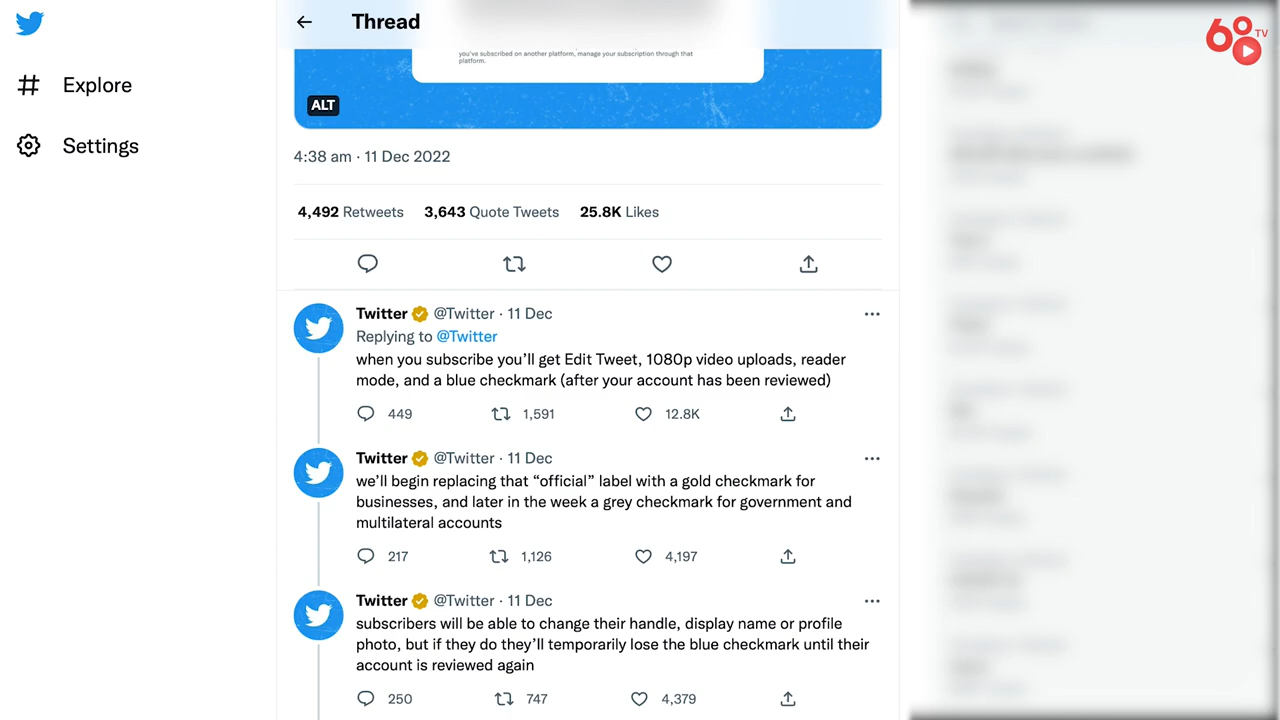 Thread
Explore
Settings
you've subscribed on another platform, manage your subscription through that
platform.
ALT
4:38 am · 11 Dec 2022
4,492 Retweets 3,643 Quote Tweets 25.8K Likes
Twitter @Twitter · 11 Dec
Replying to @Twitter
when you subscribe you’ll get Edit Tweet, 1080p video uploads, reader
mode, and a blue checkmark (after your account has been reviewed)
449 1,591 12.8K
Twitter @Twitter · 11 Dec
we’ll begin replacing that “official” label with a gold checkmark for
businesses, and later in the week a grey checkmark for government and
multilateral accounts
217 1,126 4,197
Twitter @Twitter · 11 Dec
subscribers will be able to change their handle, display name or profile
photo, but if they do they’ll temporarily lose the blue checkmark until their
account is reviewed again
250 747 4,379
60 TV